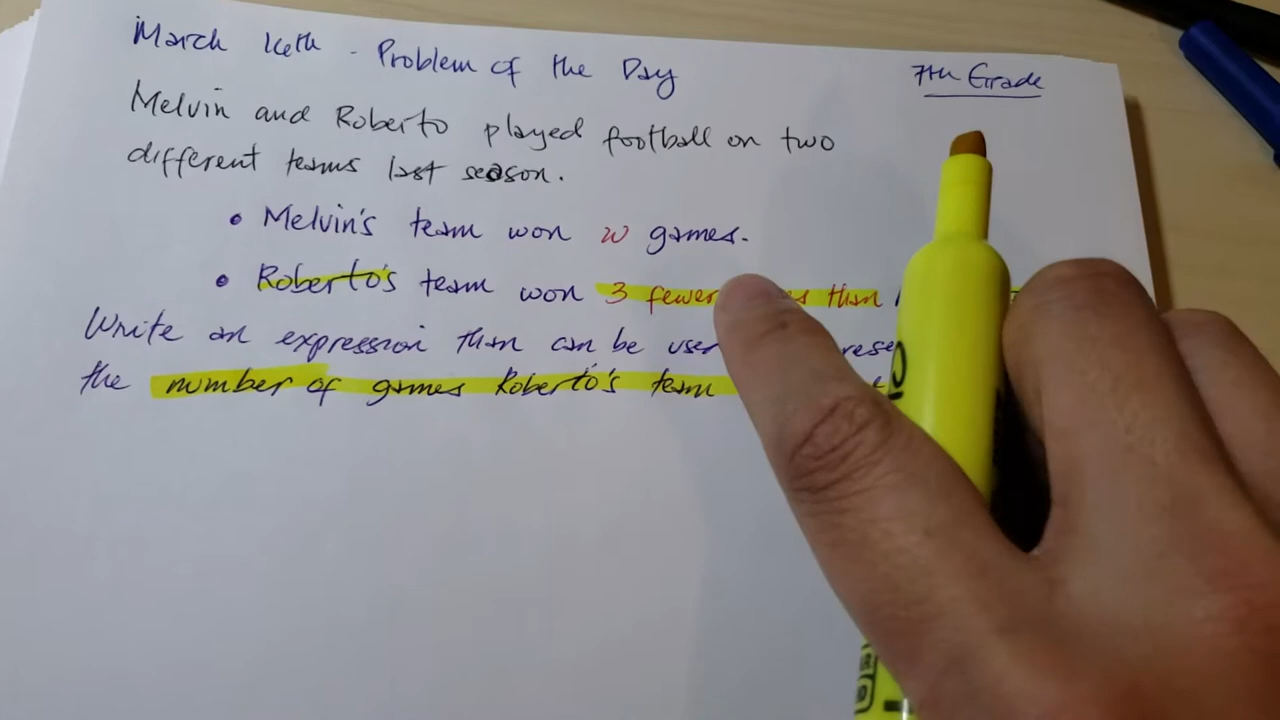 March 16th - Problem of the Day
7th Grade
Melvin and Roberto played football on two
different teams last season.
• Melvin's team won w games.
• Roberto's team won 3 fewer than
Write an expression than can be
the number of games Roberto's team